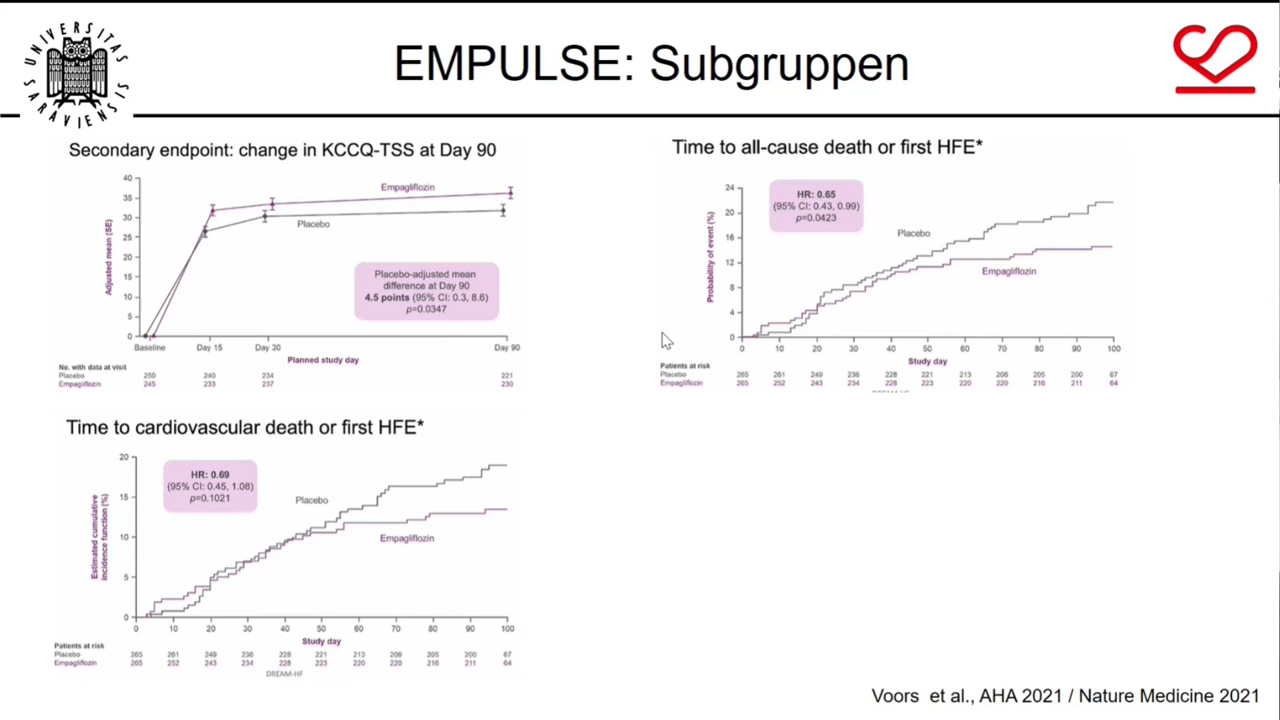 UNIVERSITAS
SARAVIENSIS
EMPULSE: Subgruppen
Secondary endpoint: change in KCCQ-TSS at Day 90
40
35
30
25
20
15
10
5
0
Adjusted mean (SE)
Empagliflozin
Placebo
Placebo-adjusted mean
difference at Day 90
4.5 points (95% CI: 0.3, 8.6)
p=0.0347
Baseline Day 15 Day 30 Day 90
Planned study day
No. with data at visit
Placebo 250 240 234 221
Empagliflozin 245 233 237 230
Time to all-cause death or first HFE*
24
20
16
12
8
4
0
Probability of event (%)
HR: 0.65
(95% CI: 0.43, 0.99)
p=0.0423
Placebo
Empagliflozin
0 10 20 30 40 50 60 70 80 90 100
Study day
Patients at risk
Placebo 265 261 249 236 228 221 213 206 205 200 67
Empagliflozin 265 252 243 234 228 223 220 220 216 211 64
Time to cardiovascular death or first HFE*
20
15
10
5
0
Estimated cumulative
incidence function (%)
HR: 0.69
(95% CI: 0.45, 1.08)
p=0.1021
Placebo
Empagliflozin
0 10 20 30 40 50 60 70 80 90 100
Study day
Patients at risk
Placebo 265 261 249 236 228 221 213 206 205 200 67
Empagliflozin 265 252 243 234 228 223 220 220 216 211 64
DREAM-HF
Voors et al., AHA 2021 / Nature Medicine 2021